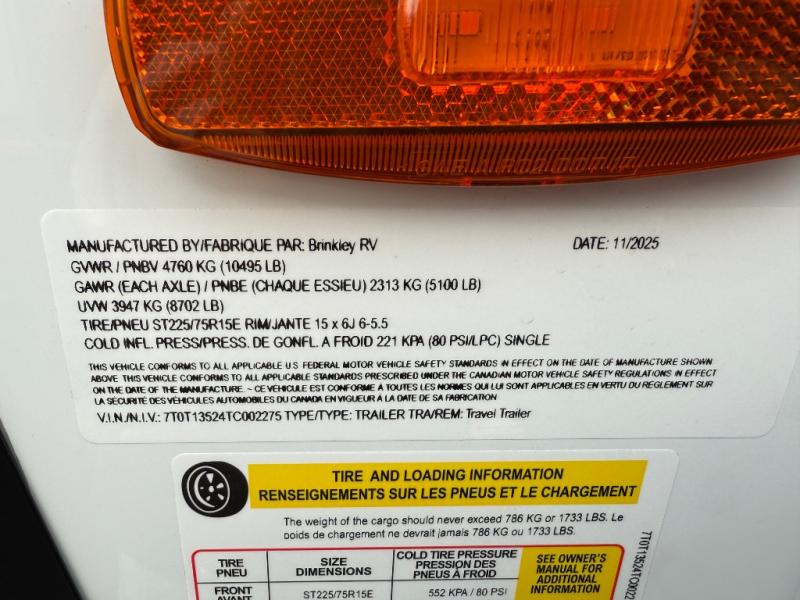 MANUFACTURED BY/FABRIQUE PAR: Brinkley RV DATE: 11/2025
GVWR / PNBV 4760 KG (10495 LB)
GAWR (EACH AXLE) / PNBE (CHAQUE ESSIEU) 2313 KG (5100 LB)
UVW 3947 KG (8702 LB)
TIRE/PNEU ST225/75R15E RIM/JANTE 15 x 6J 6-5.5
COLD INFL. PRESS/PRESS. DE GONFL. A FROID 221 KPA (80 PSI/LPC) SINGLE
THIS VEHICLE CONFORMS TO ALL APPLICABLE U.S. FEDERAL MOTOR VEHICLE SAFETY STANDARDS IN EFFECT ON THE DATE OF MANUFACTURE SHOWN
ABOVE THIS VEHICLE CONFORMS TO ALL APPLICABLE STANDARDS PRESCRIBED UNDER THE CANADIAN MOTOR VEHICLE SAFETY REGULATIONS IN EFFECT
ON THE DATE OF THE MANUFACTURE ~ CE VÉHICULE EST CONFORME À TOUTES LES NORMES QUI LUI SONT APPLICABLES EN VERTU DU RÈGLEMENT SUR
LA SÉCURITÉ DES VÉHICULES AUTOMOBILES DU CANADA EN VIGUEUR À LA DATE DE SA FABRICATION
V.I.N./N.I.V.: 7T0T13524TC002275 TYPE/TYPE: TRAILER TRA/REM: Travel Trailer
TIRE AND LOADING INFORMATION
RENSEIGNEMENTS SUR LES PNEUS ET LE CHARGEMENT
The weight of the cargo should never exceed 786 KG or 1733 LBS. Le
poids de chargement ne devrait jamais 786 KG ou 1733 LBS.
TIRE
PNEU
SIZE
DIMENSIONS
COLD TIRE PRESSURE
PRESSION DES
PNEUS À FROID
SEE OWNER'S
MANUAL FOR
ADDITIONAL
INFORMATION
FRONT
AVANT
ST225/75R15E
552 KPA / 80 PSI